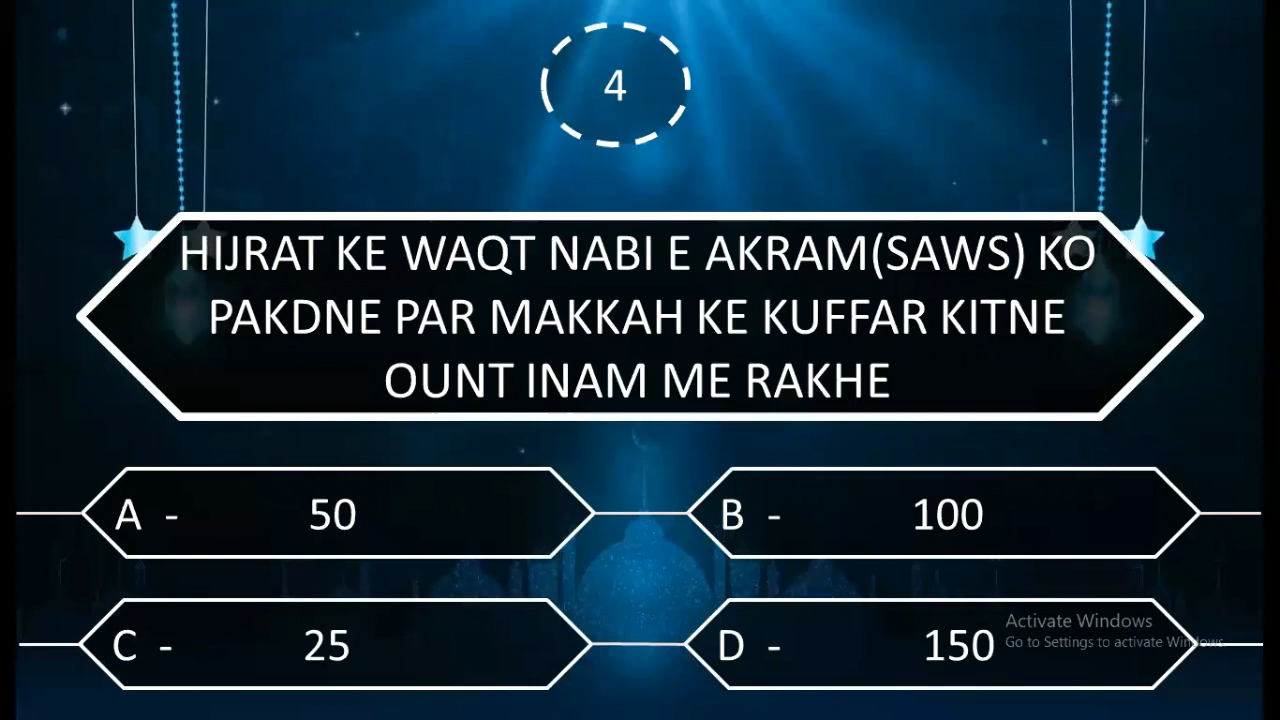 4
HIJRAT KE WAQT NABI E AKRAM(SAWS) KO
PAKDNE PAR MAKKAH KE KUFFAR KITNE
OUNT INAM ME RAKHE
A - 50
B - 100
C - 25
D - 150
Activate Windows
Go to Settings to activate Windows.